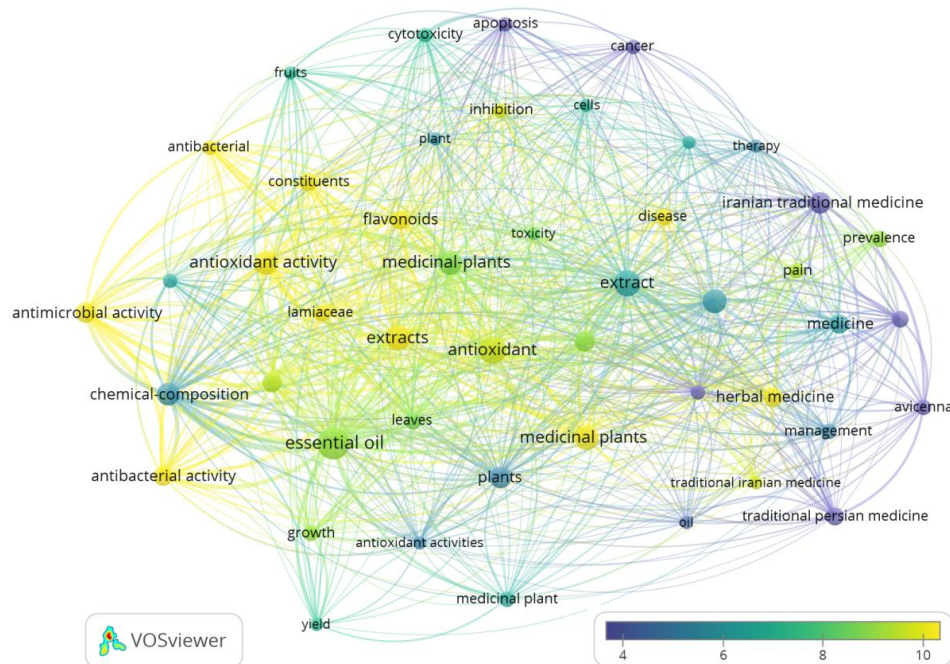 apoptosis
cytotoxicity
cancer
fruits
inhibition
cells
plant
antibacterial
therapy
constituents
iranian traditional medicine
flavonoids
disease
toxicity
prevalence
antioxidant activity
medicinal-plants
pain
extract
antimicrobial activity
lamiaceae
medicine
extracts
antioxidant
chemical-composition
herbal medicine
avicenna
leaves
management
essential oil
medicinal plants
antibacterial activity
plants
traditional iranian medicine
oil
traditional persian medicine
growth
antioxidant activities
medicinal plant
yield
VOSviewer
4 6 8 10